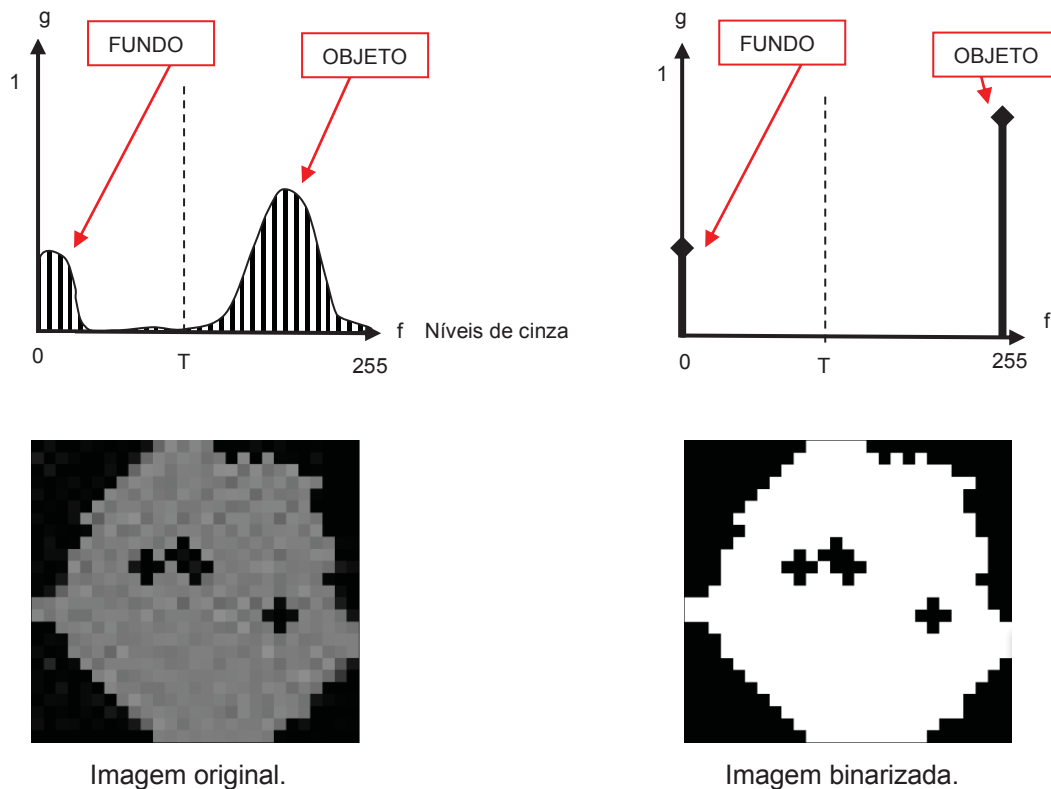 g
FUNDO
OBJETO
1
f Níveis de cinza
0
T
255
g
FUNDO
OBJETO
1
f
0
T
255
Imagem original.
Imagem binarizada.